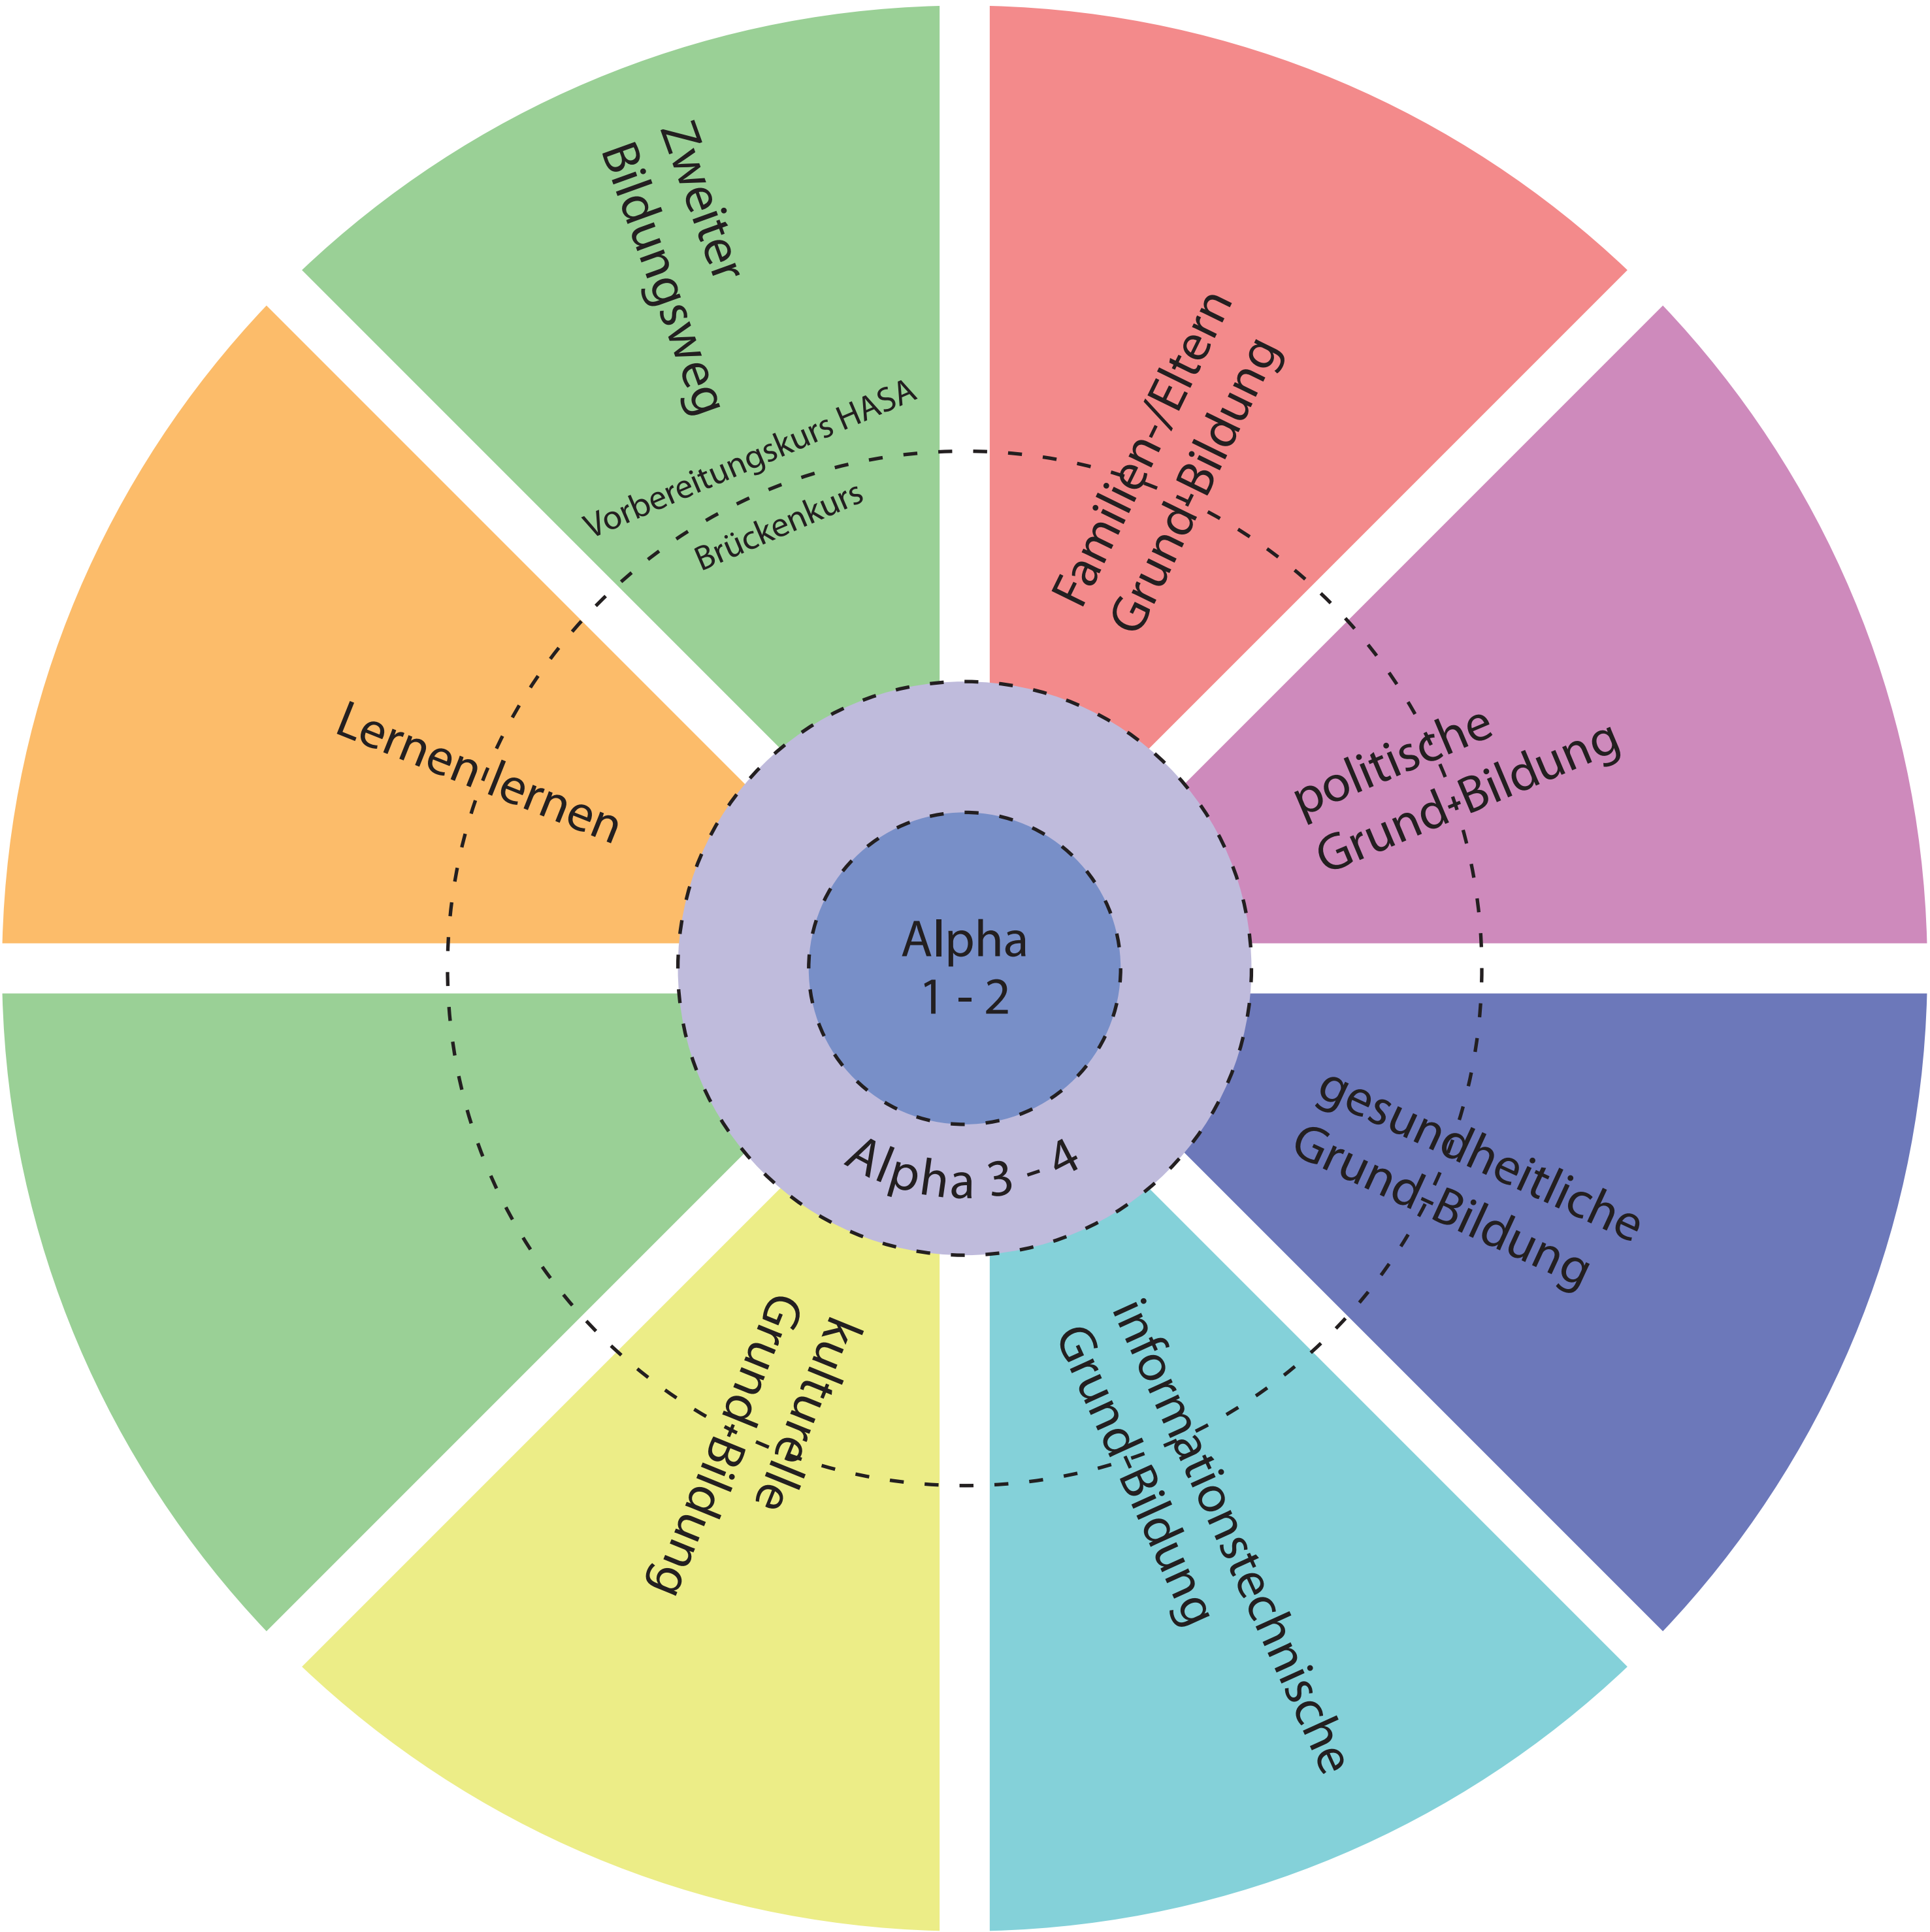 Zweiter
Bildungsweg
Vorbereitungskurs HASA
Brückenkurs
Familien-/Eltern
Grund+Bildung
politische
Grund+Bildung
gesundheitliche
Grund+Bildung
informationstechnische
Grund+Bildung
Kulturelle
Grund+Bildung
Lernen lernen
Alpha
1 - 2
Alpha 3 - 4